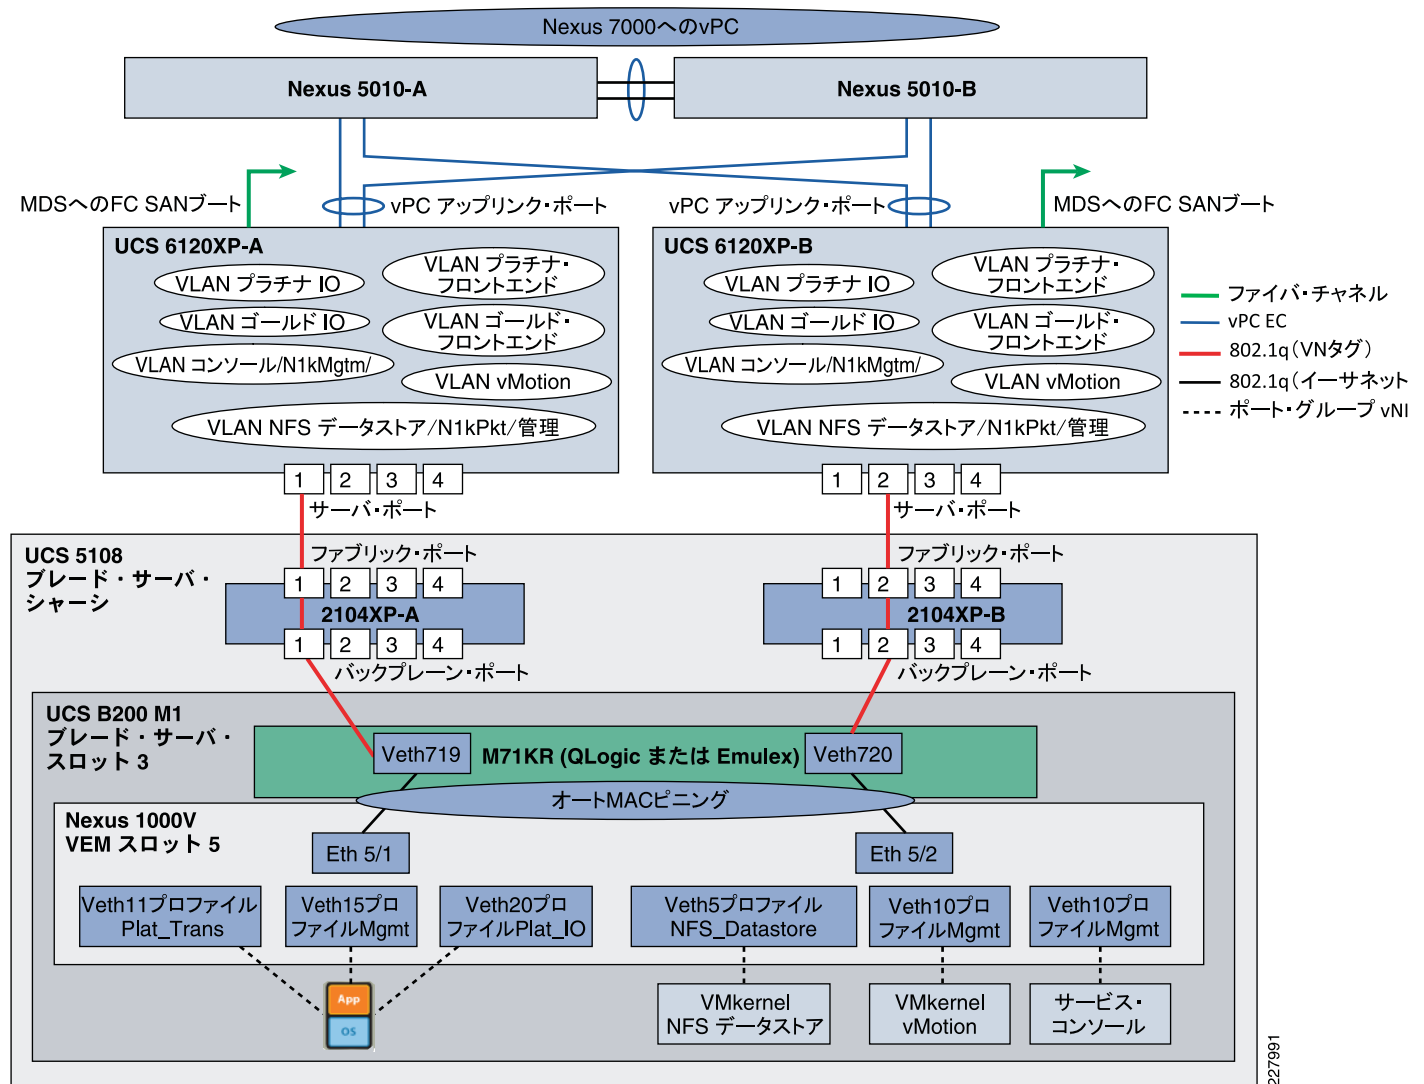 Nexus 7000へのvPC
Nexus 5010-A
Nexus 5010-B
MDSへのFC SANブート
vPC アップリンク・ポート
vPC アップリンク・ポート
MDSへのFC SANブート
UCS 6120XP-A
VLAN プラチナ IO
VLAN プラチナ・
フロントエンド
VLAN ゴールド IO
VLAN ゴールド・
フロントエンド
VLAN コンソール/N1kMgtm/
VLAN vMotion
VLAN NFS データストア/N1kPkt/管理
1 2 3 4
サーバ・ポート
UCS 6120XP-B
VLAN プラチナ IO
VLAN プラチナ・
フロントエンド
VLAN ゴールド IO
VLAN ゴールド・
フロントエンド
VLAN コンソール/N1kMgtm/
VLAN vMotion
VLAN NFS データストア/N1kPkt/管理
1 2 3 4
サーバ・ポート
ファイバ・チャネル
vPC EC
802.1q(VNタグ)
802.1q(イーサネット
ポート・グループ vNI
UCS 5108
ブレード・サーバ・
シャーシ
ファブリック・ポート
1 2 3 4
2104XP-A
1 2 3 4
バックプレーン・ポート
ファブリック・ポート
1 2 3 4
2104XP-B
1 2 3 4
バックプレーン・ポート
UCS B200 M1
ブレード・サーバ・
スロット 3
Veth719
M71KR (QLogic または Emulex)
Veth720
オートMACピニング
Nexus 1000V
VEM スロット 5
Eth 5/1
Eth 5/2
Veth11プロファイル
Plat_Trans
Veth15プロ
ファイルMgmt
Veth20プロ
ファイルPlat_IO
Veth5プロファイル
NFS_Datastore
Veth10プロ
ファイルMgmt
Veth10プロ
ファイルMgmt
App
OS
VMkernel
NFS データストア
VMkernel
vMotion
サービス・
コンソール
227991